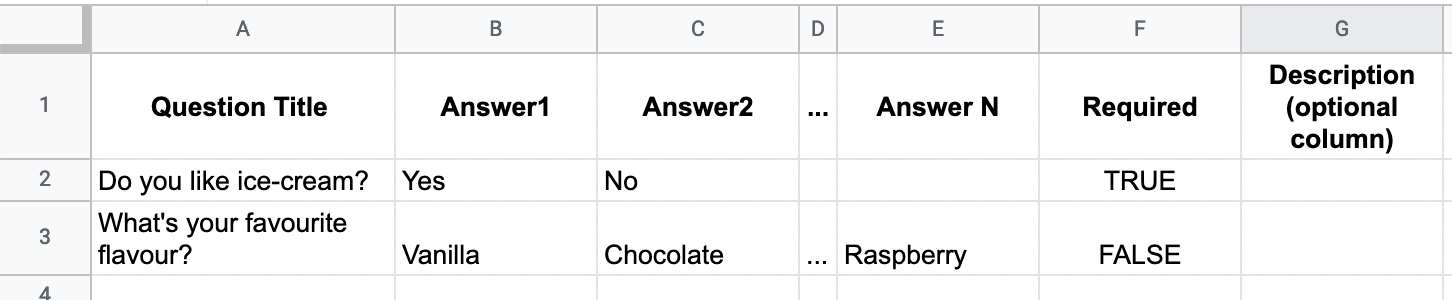 A B C D E F G
1 Question Title Answer1 Answer2 ... Answer N Required Description
(optional
column)
2 Do you like ice-cream? Yes No TRUE
3 What's your favourite
flavour? Vanilla Chocolate ... Raspberry FALSE
4